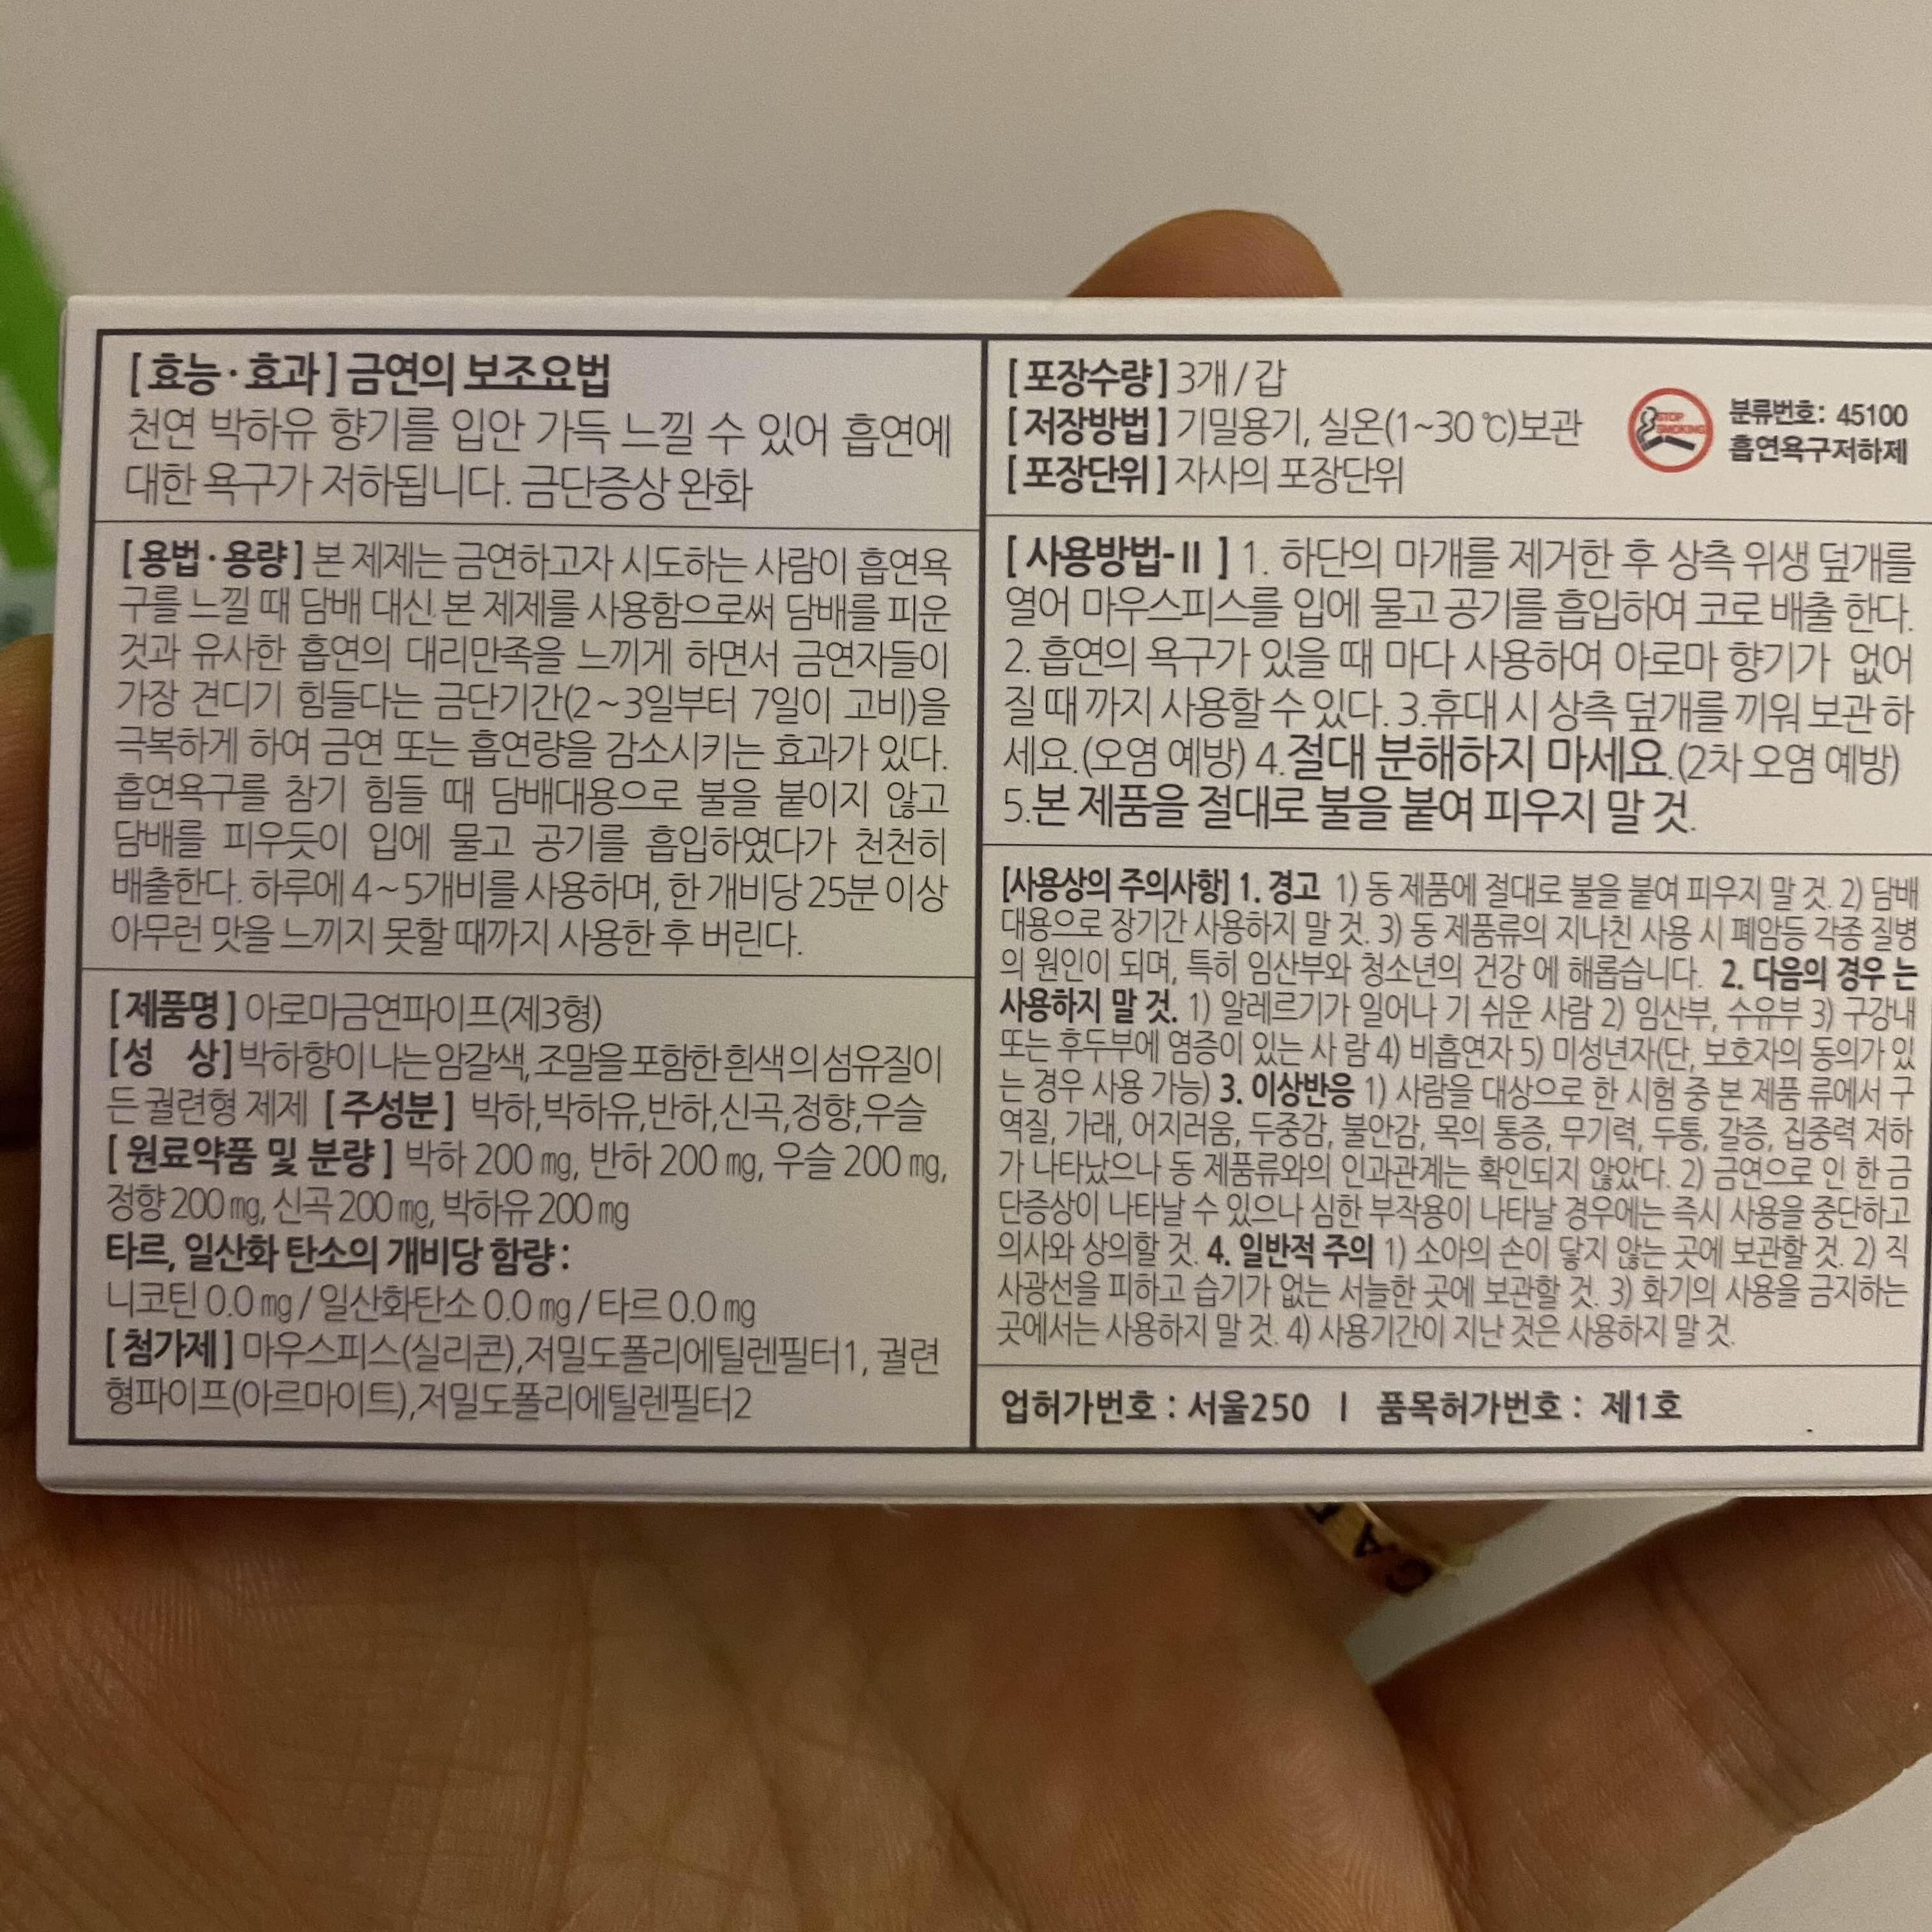 [효능·효과] 금연의 보조요법
천연 박하유 향기를 입안 가득 느낄 수 있어 흡연에
대한 욕구가 저하됩니다. 금단증상 완화
[용법·용량] 본 제제는 금연하고자 시도하는 사람이 흡연욕
구를 느낄 때 담배 대신 본 제제를 사용함으로써 담배를 피운
것과 유사한 흡연의 대리만족을 느끼게 하면서 금연자들이
가장 견디기 힘들다는 금단기간(2~3일부터 7일이 고비)을
극복하게 하여 금연 또는 흡연량을 감소시키는 효과가 있다.
흡연욕구를 참기 힘들 때 담배대용으로 불을 붙이지 않고
담배를 피우듯이 입에 물고 공기를 흡입하였다가 천천히
배출한다. 하루에 4~5개비를 사용하며, 한 개비당 25분 이상
아무런 맛을 느끼지 못할 때까지 사용한 후 버린다.
[제품명] 아로마금연파이프(제3형)
[성 상] 박하향이 나는 암갈색, 조말을 포함한 흰색의 섬유질이
든 궐련형 제제 [주성분] 박하,박하유,반하,신곡,정향,우슬
[원료약품 및 분량] 박하 200 mg, 반하 200 mg, 우슬 200 mg,
정향 200 mg, 신곡 200 mg, 박하유 200 mg
타르, 일산화 탄소의 개비당 함량 :
니코틴 0.0 mg / 일산화탄소 0.0 mg / 타르 0.0 mg
[첨가제] 마우스피스(실리콘),저밀도폴리에틸렌필터1, 궐련
형파이프(아르마이트),저밀도폴리에틸렌필터2
[포장수량] 3개 / 갑
[저장방법] 기밀용기, 실온(1~30 ℃)보관
[포장단위] 자사의 포장단위
STOP
SMOKING
분류번호: 45100
흡연욕구저하제
[사용방법-Ⅱ] 1. 하단의 마개를 제거한 후 상측 위생 덮개를
열어 마우스피스를 입에 물고 공기를 흡입하여 코로 배출 한다.
2. 흡연의 욕구가 있을 때 마다 사용하여 아로마 향기가 없어
질 때 까지 사용할 수 있다. 3.휴대 시 상측 덮개를 끼워 보관 하
세요.(오염 예방) 4.절대 분해하지 마세요.(2차 오염 예방)
5.본 제품을 절대로 불을 붙여 피우지 말 것.
[사용상의 주의사항] 1. 경고 1) 동 제품에 절대로 불을 붙여 피우지 말 것. 2) 담배
대용으로 장기간 사용하지 말 것. 3) 동 제품류의 지나친 사용 시 폐암등 각종 질병
의 원인이 되며, 특히 임산부와 청소년의 건강 에 해롭습니다. 2. 다음의 경우 는
사용하지 말 것. 1) 알레르기가 일어나 기 쉬운 사람 2) 임산부, 수유부 3) 구강내
또는 후두부에 염증이 있는 사 람 4) 비흡연자 5) 미성년자(단, 보호자의 동의가 있
는 경우 사용 가능) 3. 이상반응 1) 사람을 대상으로 한 시험 중 본 제품 류에서 구
역질, 가래, 어지러움, 두중감, 불안감, 목의 통증, 무기력, 두통, 갈증, 집중력 저하
가 나타났으나 동 제품류와의 인과관계는 확인되지 않았다. 2) 금연으로 인 한 금
단증상이 나타날 수 있으나 심한 부작용이 나타날 경우에는 즉시 사용을 중단하고
의사와 상의할 것. 4. 일반적 주의 1) 소아의 손이 닿지 않는 곳에 보관할 것. 2) 직
사광선을 피하고 습기가 없는 서늘한 곳에 보관할 것. 3) 화기의 사용을 금지하는
곳에서는 사용하지 말 것. 4) 사용기간이 지난 것은 사용하지 말 것.
업허가번호 : 서울250 | 품목허가번호 : 제1호